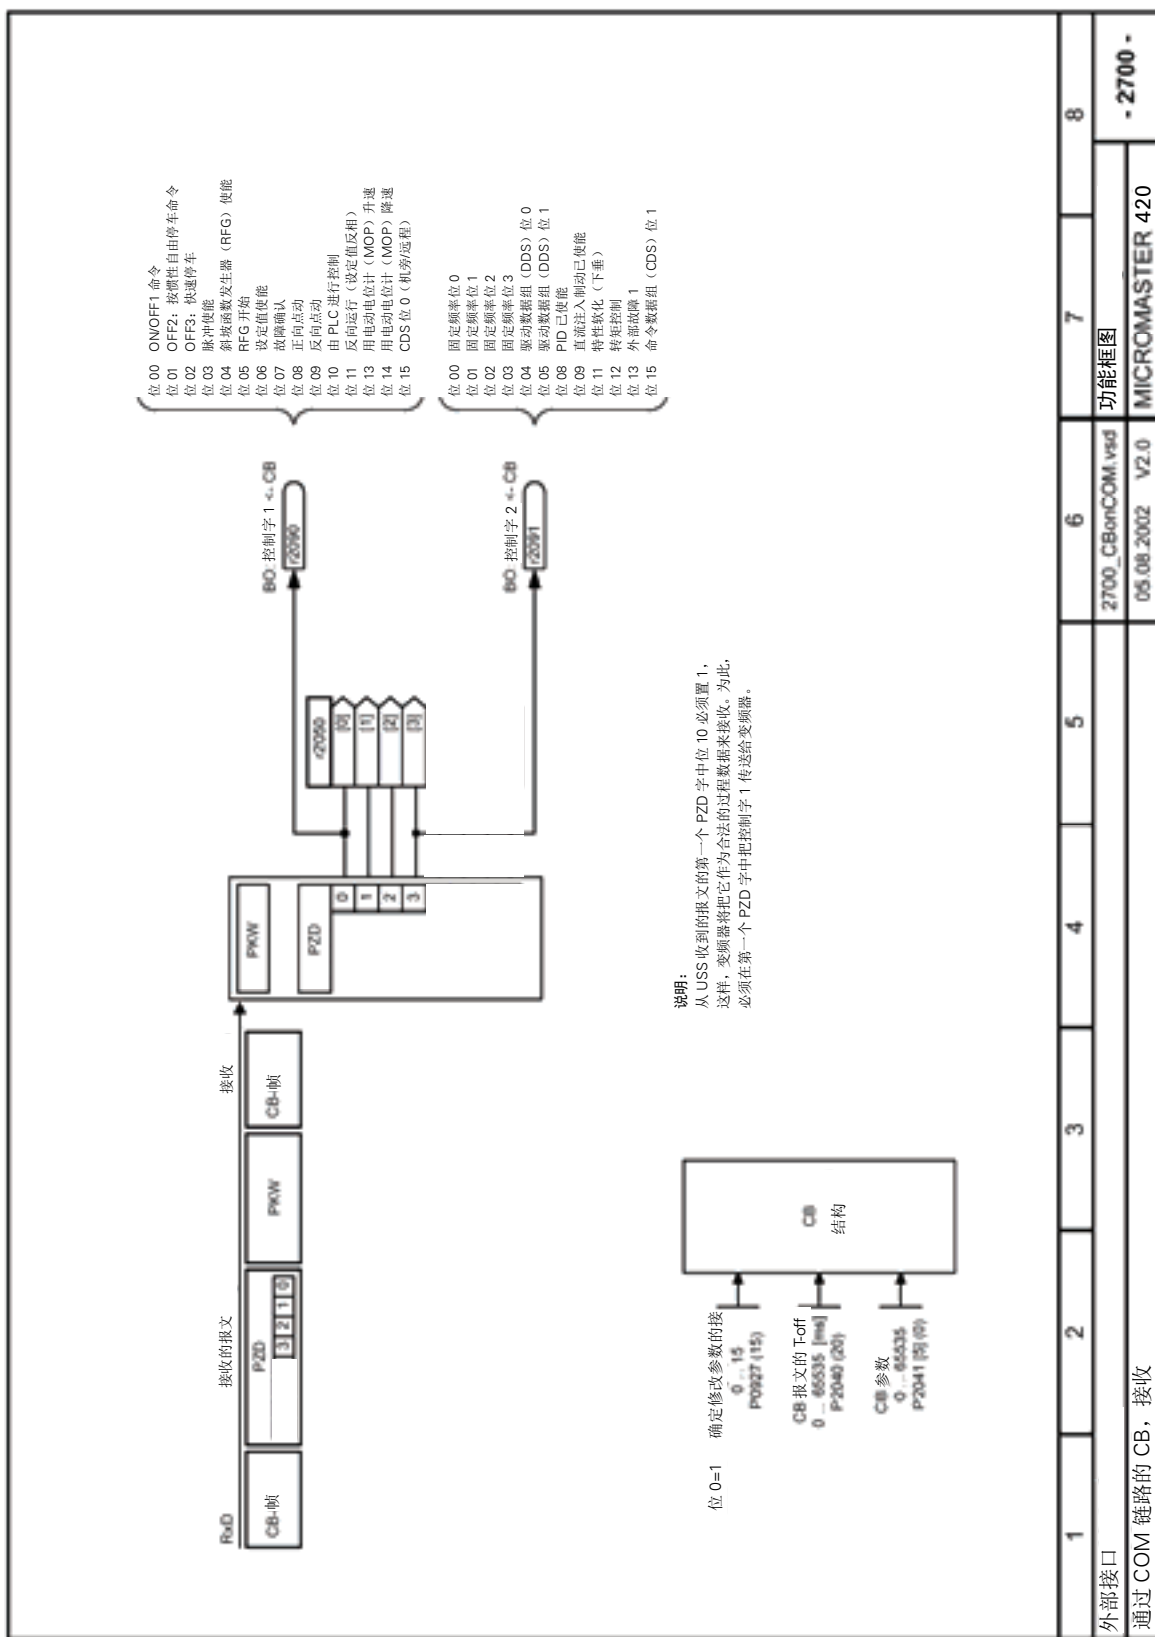 RxD
接收的报文
接收
CB-帧
PZD
3 2 1 0
PKW
CB-帧
PKW
PZD
0
1
2
3
r2050
[0]
[1]
[2]
[3]
BO: 控制字 1 <- CB
r2090
位 00 ON/OFF1 命令
位 01 OFF2：按惯性自由停车命令
位 02 OFF3：快速停车
位 03 脉冲使能
位 04 斜坡函数发生器（RFG）使能
位 05 RFG 开始
位 06 设定值使能
位 07 故障确认
位 08 正向点动
位 09 反向点动
位 10 由 PLC 进行控制
位 11 反向运行（设定值反相）
位 13 用电动电位计（MOP）升速
位 14 用电动电位计（MOP）降速
位 15 CDS 位 0（机旁/远程）
BO: 控制字 2 <- CB
r2091
位 00 固定频率位 0
位 01 固定频率位 1
位 02 固定频率位 2
位 03 固定频率位 3
位 04 驱动数据组（DDS）位 0
位 05 驱动数据组（DDS）位 1
位 08 PID 已使能
位 09 直流注入制动已使能
位 11 特性软化（下垂）
位 12 转矩控制
位 13 外部故障 1
位 15 命令数据组（CDS）位 1
说明：
从 USS 收到的报文的第一个 PZD 字中位 10 必须置 1，
这样，变频器将把它作为合法的过程数据来接收。为此，
必须在第一个 PZD 字中把控制字 1 传送给变频器。
位 0=1 确定修改参数的接
0 ... 15
P0927 (15)
CB 报文的 T-off
0 ... 65535 [ms]
P2040 (20)
CB 参数
0 ... 65535
P2041 [5] (0)
CB
结构
1 2 3 4 5 6 7 8
外部接口
2700_CBonCOM.vsd
功能框图
- 2700 -
通过 COM 链路的 CB，接收
05.08.2002 V2.0
MICROMASTER 420